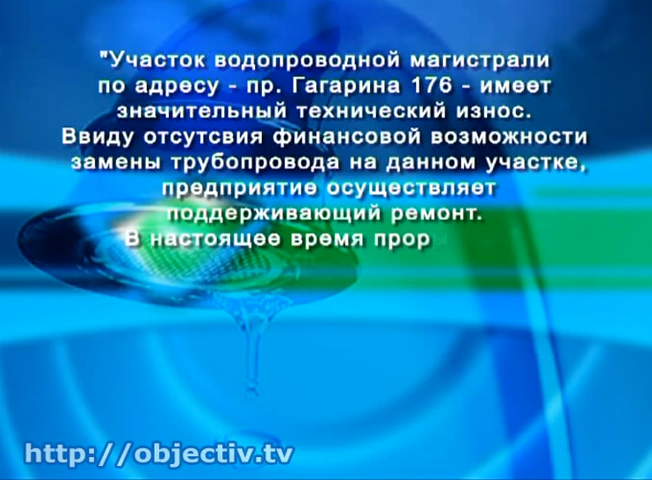 "Участок водопроводной магистрали
по адресу - пр. Гагарина 176 - имеет
значительный технический износ.
Ввиду отсутсвия финансовой возможности
замены трубопровода на данном участке,
предприятие осуществляет
поддерживающий ремонт.
В настоящее время проры
http://objectiv.tv